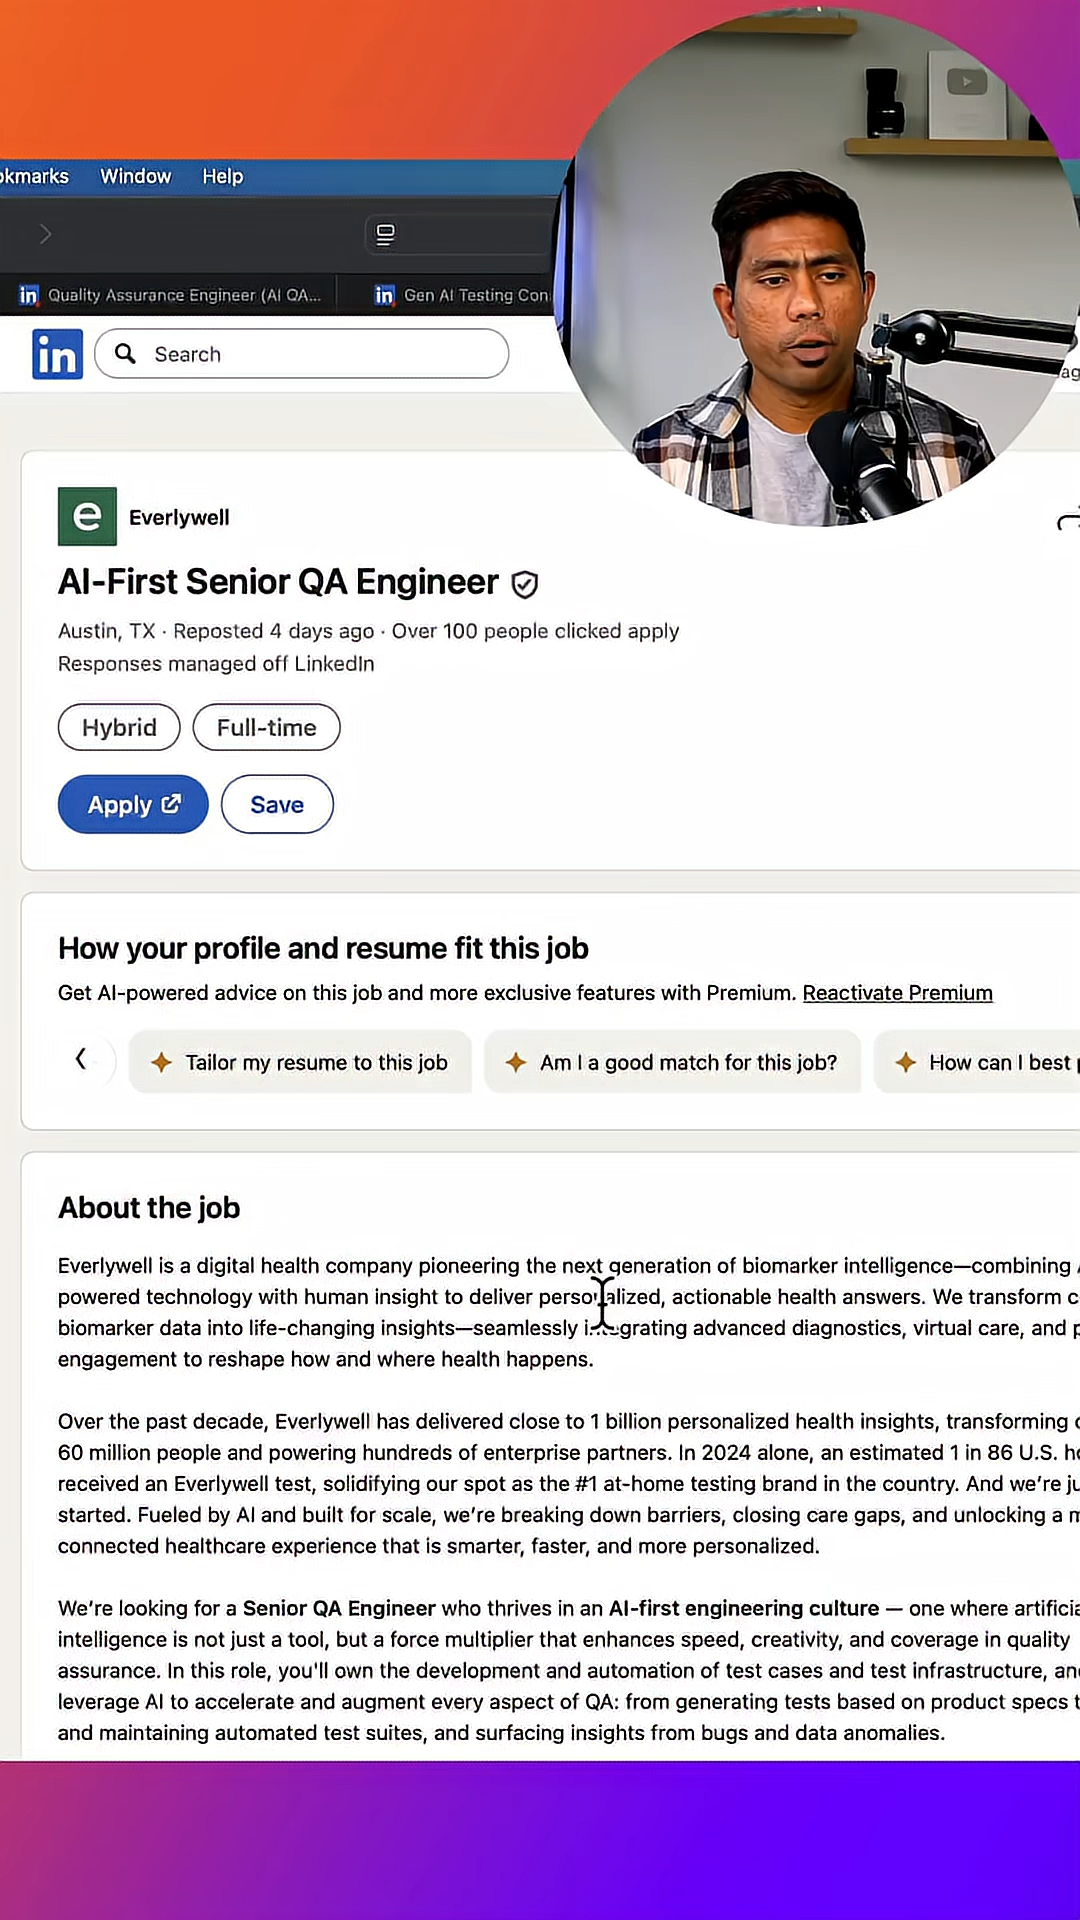 okmarks Window Help
in Quality Assurance Engineer (AI QA... in Gen AI Testing Con
in Search
ag
e Everlywell
AI-First Senior QA Engineer
Austin, TX · Reposted 4 days ago · Over 100 people clicked apply
Responses managed off LinkedIn
Hybrid Full-time
Apply Save
How your profile and resume fit this job
Get AI-powered advice on this job and more exclusive features with Premium. Reactivate Premium
Tailor my resume to this job Am I a good match for this job? How can I best p
About the job
Everlywell is a digital health company pioneering the next generation of biomarker intelligence—combining A
powered technology with human insight to deliver personalized, actionable health answers. We transform c
biomarker data into life-changing insights—seamlessly integrating advanced diagnostics, virtual care, and p
engagement to reshape how and where health happens.
Over the past decade, Everlywell has delivered close to 1 billion personalized health insights, transforming c
60 million people and powering hundreds of enterprise partners. In 2024 alone, an estimated 1 in 86 U.S. ho
received an Everlywell test, solidifying our spot as the #1 at-home testing brand in the country. And we're ju
started. Fueled by AI and built for scale, we're breaking down barriers, closing care gaps, and unlocking a m
connected healthcare experience that is smarter, faster, and more personalized.
We're looking for a Senior QA Engineer who thrives in an AI-first engineering culture — one where artificia
intelligence is not just a tool, but a force multiplier that enhances speed, creativity, and coverage in quality
assurance. In this role, you'll own the development and automation of test cases and test infrastructure, and
leverage AI to accelerate and augment every aspect of QA: from generating tests based on product specs t
and maintaining automated test suites, and surfacing insights from bugs and data anomalies.